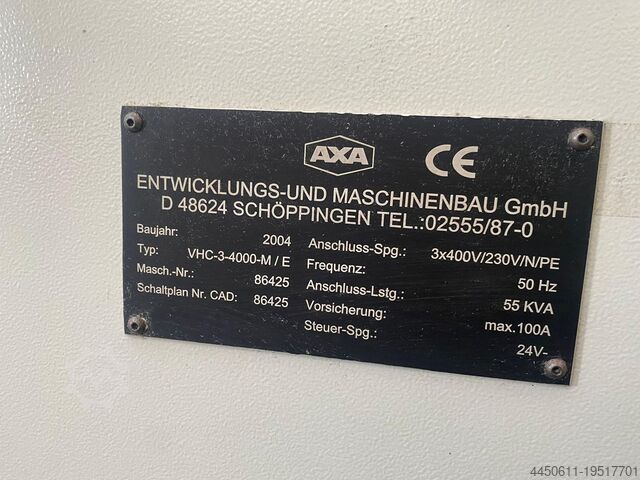 AXA CE
ENTWICKLUNGS-UND MASCHINENBAU GmbH
D 48624 SCHÖPPINGEN TEL.:02555/87-0
Baujahr: 2004
Typ: VHC-3-4000-M / E
Masch.-Nr.: 86425
Schaltplan Nr. CAD: 86425
Anschluss-Spg.: 3x400V/230V/N/PE
Frequenz: 50 Hz
Anschluss-Lstg.: 55 KVA
Vorsicherung: max.100A
Steuer-Spg.: 24V-
4450611-19517701